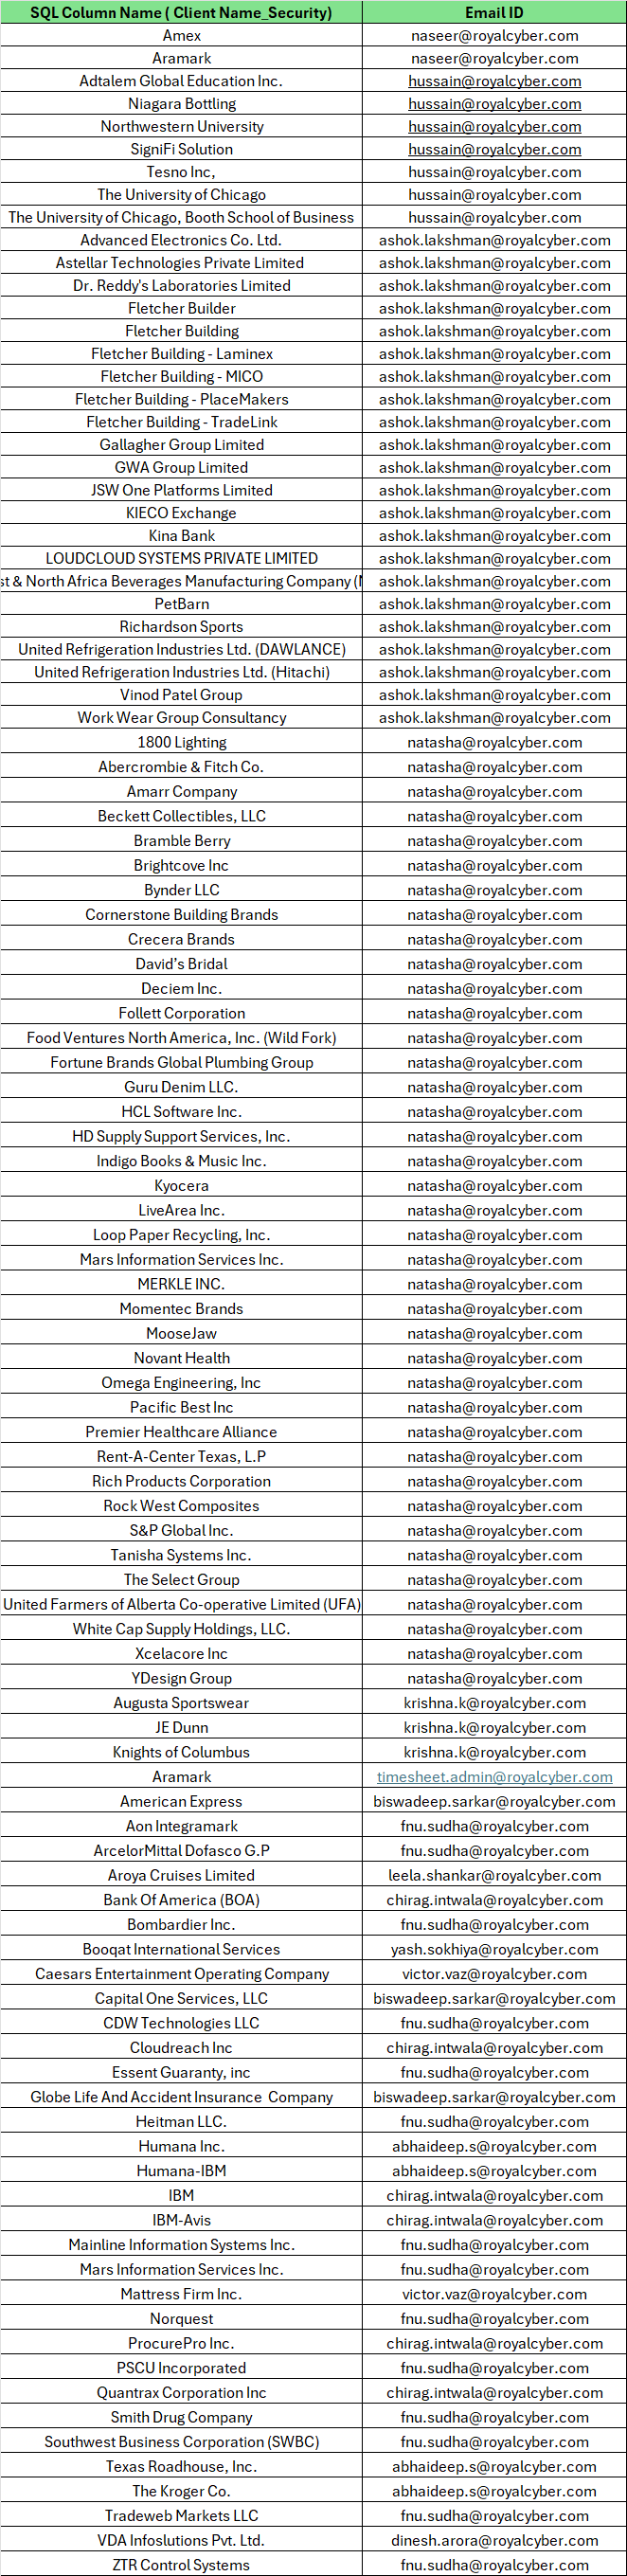 SQL Column Name ( Client Name_Security) Email ID
Amex naseer@royalcyber.com
Aramark naseer@royalcyber.com
Adtalem Global Education Inc. hussain@royalcyber.com
Niagara Bottling hussain@royalcyber.com
Northwestern University hussain@royalcyber.com
SigniFi Solution hussain@royalcyber.com
Tesno Inc, hussain@royalcyber.com
The University of Chicago hussain@royalcyber.com
The University of Chicago, Booth School of Business hussain@royalcyber.com
Advanced Electronics Co. Ltd. ashok.lakshman@royalcyber.com
Astellar Technologies Private Limited ashok.lakshman@royalcyber.com
Dr. Reddy's Laboratories Limited ashok.lakshman@royalcyber.com
Fletcher Builder ashok.lakshman@royalcyber.com
Fletcher Building ashok.lakshman@royalcyber.com
Fletcher Building - Laminex ashok.lakshman@royalcyber.com
Fletcher Building - MICO ashok.lakshman@royalcyber.com
Fletcher Building - PlaceMakers ashok.lakshman@royalcyber.com
Fletcher Building - TradeLink ashok.lakshman@royalcyber.com
Gallagher Group Limited ashok.lakshman@royalcyber.com
GWA Group Limited ashok.lakshman@royalcyber.com
JSW One Platforms Limited ashok.lakshman@royalcyber.com
KIECO Exchange ashok.lakshman@royalcyber.com
Kina Bank ashok.lakshman@royalcyber.com
LOUDCLOUD SYSTEMS PRIVATE LIMITED ashok.lakshman@royalcyber.com
st & North Africa Beverages Manufacturing Company ( ashok.lakshman@royalcyber.com
PetBarn ashok.lakshman@royalcyber.com
Richardson Sports ashok.lakshman@royalcyber.com
United Refrigeration Industries Ltd. (DAWLANCE) ashok.lakshman@royalcyber.com
United Refrigeration Industries Ltd. (Hitachi) ashok.lakshman@royalcyber.com
Vinod Patel Group ashok.lakshman@royalcyber.com
Work Wear Group Consultancy ashok.lakshman@royalcyber.com
1800 Lighting natasha@royalcyber.com
Abercrombie & Fitch Co. natasha@royalcyber.com
Amarr Company natasha@royalcyber.com
Beckett Collectibles, LLC natasha@royalcyber.com
Bramble Berry natasha@royalcyber.com
Brightcove Inc natasha@royalcyber.com
Bynder LLC natasha@royalcyber.com
Cornerstone Building Brands natasha@royalcyber.com
Crecera Brands natasha@royalcyber.com
David’s Bridal natasha@royalcyber.com
Deciem Inc. natasha@royalcyber.com
Follett Corporation natasha@royalcyber.com
Food Ventures North America, Inc. (Wild Fork) natasha@royalcyber.com
Fortune Brands Global Plumbing Group natasha@royalcyber.com
Guru Denim LLC. natasha@royalcyber.com
HCL Software Inc. natasha@royalcyber.com
HD Supply Support Services, Inc. natasha@royalcyber.com
Indigo Books & Music Inc. natasha@royalcyber.com
Kyocera natasha@royalcyber.com
LiveArea Inc. natasha@royalcyber.com
Loop Paper Recycling, Inc. natasha@royalcyber.com
Mars Information Services Inc. natasha@royalcyber.com
MERKLE INC. natasha@royalcyber.com
Momentec Brands natasha@royalcyber.com
MooseJaw natasha@royalcyber.com
Novant Health natasha@royalcyber.com
Omega Engineering, Inc natasha@royalcyber.com
Pacific Best Inc natasha@royalcyber.com
Premier Healthcare Alliance natasha@royalcyber.com
Rent-A-Center Texas, L.P natasha@royalcyber.com
Rich Products Corporation natasha@royalcyber.com
Rock West Composites natasha@royalcyber.com
S&P Global Inc. natasha@royalcyber.com
Tanisha Systems Inc. natasha@royalcyber.com
The Select Group natasha@royalcyber.com
United Farmers of Alberta Co-operative Limited (UFA) natasha@royalcyber.com
White Cap Supply Holdings, LLC. natasha@royalcyber.com
Xcelacore Inc natasha@royalcyber.com
YDesign Group natasha@royalcyber.com
Augusta Sportswear krishna.k@royalcyber.com
JE Dunn krishna.k@royalcyber.com
Knights of Columbus krishna.k@royalcyber.com
Aramark timesheet.admin@royalcyber.com
American Express biswadeep.sarkar@royalcyber.com
Aon Integramark fnu.sudha@royalcyber.com
ArcelorMittal Dofasco G.P fnu.sudha@royalcyber.com
Aroya Cruises Limited leela.shankar@royalcyber.com
Bank Of America (BOA) chirag.intwala@royalcyber.com
Bombardier Inc. fnu.sudha@royalcyber.com
Booqat International Services yash.sokhiya@royalcyber.com
Caesars Entertainment Operating Company victor.vaz@royalcyber.com
Capital One Services, LLC biswadeep.sarkar@royalcyber.com
CDW Technologies LLC fnu.sudha@royalcyber.com
Cloudreach Inc chirag.intwala@royalcyber.com
Essent Guaranty, inc fnu.sudha@royalcyber.com
Globe Life And Accident Insurance  Company biswadeep.sarkar@royalcyber.com
Heitman LLC. fnu.sudha@royalcyber.com
Humana Inc. abhaideep.s@royalcyber.com
Humana-IBM abhaideep.s@royalcyber.com
IBM chirag.intwala@royalcyber.com
IBM-Avis chirag.intwala@royalcyber.com
Mainline Information Systems Inc. fnu.sudha@royalcyber.com
Mars Information Services Inc. fnu.sudha@royalcyber.com
Mattress Firm Inc. victor.vaz@royalcyber.com
Norquest fnu.sudha@royalcyber.com
ProcurePro Inc. chirag.intwala@royalcyber.com
PSCU Incorporated fnu.sudha@royalcyber.com
Quantrax Corporation Inc chirag.intwala@royalcyber.com
Smith Drug Company fnu.sudha@royalcyber.com
Southwest Business Corporation (SWBC) fnu.sudha@royalcyber.com
Texas Roadhouse, Inc. abhaideep.s@royalcyber.com
The Kroger Co. abhaideep.s@royalcyber.com
Tradeweb Markets LLC fnu.sudha@royalcyber.com
VDA Infoslutions Pvt. Ltd. dinesh.arora@royalcyber.com
ZTR Control Systems fnu.sudha@royalcyber.com